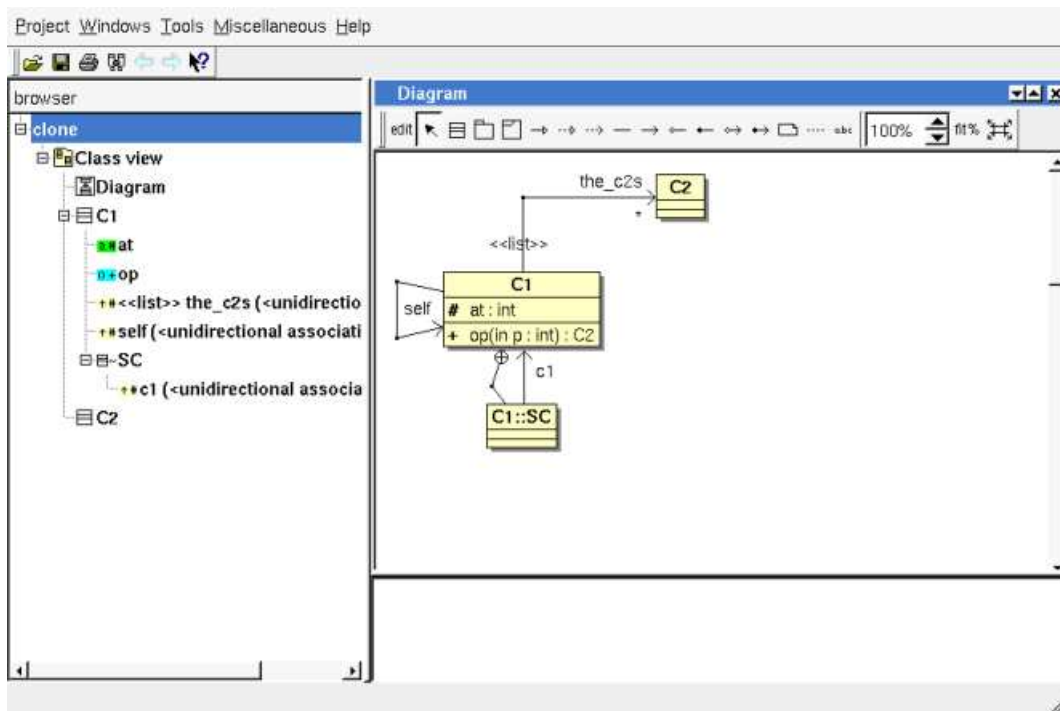 Project Windows Tools Miscellaneous Help
browser
clone
Class view
Diagram
C1
at
op
<<list>> the_c2s (<unidirectio
self (<unidirectional associati
SC
c1 (<unidirectional associa
C2
Diagram
edit abc 100% fit%
the_c2s C2
*
<<list>>
C1
self # at : int
+ op(in p : int) : C2
c1
C1::SC